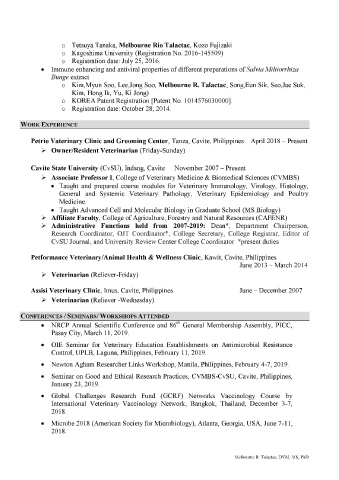 o Tetsuya Tanaka, Melbourne Rio Talactac, Kozo Fujizaki
o Kagoshima University (Registration No. 2016-145509)
o Registration date: July 25, 2016.
• Immune enhancing and antiviral properties of different preparations of Salvia Miltiorrhiza
Bunge extract
o Kim,Myun Soo, Lee,Jong Soo, Melbourne R. Talactac, Song,Eun Sik, Seo,Jae Suk,
Kim, Hong Ik, Yu, Ki Jong)
o KOREA Patent Registration [Patent No. 1014576030000].
o Registration date: October 28, 2014.
WORK EXPERIENCE
Petrio Veterinary Clinic and Grooming Center, Tanza, Cavite, Philippines April 2018 – Present
➤ Owner/Resident Veterinarian (Friday-Sunday)
Cavite State University (CvSU), Indang, Cavite November 2007 – Present
➤ Associate Professor I, College of Veterinary Medicine & Biomedical Sciences (CVMBS)
• Taught and prepared course modules for Veterinary Immunology, Virology, Histology,
General and Systemic Veterinary Pathology, Veterinary Epidemiology and Poultry
Medicine.
• Taught Advanced Cell and Molecular Biology in Graduate School (MS Biology)
➤ Affiliate Faculty, College of Agriculture, Forestry and Natural Resources (CAFENR)
➤ Administrative Functions held from 2007-2019: Dean*, Department Chairperson,
Research Coordinator, OJT Coordinator*, College Secretary, College Registrar, Editor of
CvSU Journal, and University Review Center College Coordinator *present duties
Petformance Veterinary/Animal Health & Wellness Clinic, Kawit, Cavite, Philippines
June 2013 – March 2014
➤ Veterinarian (Reliever-Friday)
Assisi Veterinary Clinic, Imus, Cavite, Philippines June – December 2007
➤ Veterinarian (Reliever -Wednesday)
CONFERENCES / SEMINARS/ WORKSHOPS ATTENDED
• NRCP Annual Scientific Conference and 86th General Membership Assembly, PICC,
Pasay City, March 11, 2019.
• OIE Seminar for Veterinary Education Establishments on Antimicrobial Resistance
Control, UPLB, Laguna, Philippines, February 11, 2019.
• Newton Agham Researcher Links Workshop, Manila, Philippines, February 4-7, 2019.
• Seminar on Good and Ethical Research Practices, CVMBS-CvSU, Cavite, Philippines,
January 23, 2019.
• Global Challenges Research Fund (GCRF) Networks Vaccinology Course by
International Veterinary Vaccinology Network, Bangkok, Thailand, December 3-7,
2018.
• Microbe 2018 (American Society for Microbiology), Atlanta, Georgia, USA, June 7-11,
2018.
Melbourne R. Talactac, DVM, MS, PhD